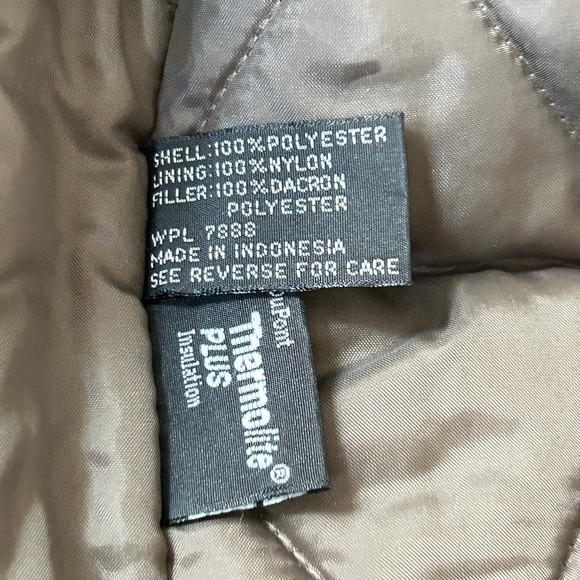 SHELL:100%POLYESTER
LINING:100%NYLON
FILLER:100%DACRON
POLYESTER
WPL 7888
MADE IN INDONESIA
SEE REVERSE FOR CARE
DuPont
Thermolite®
PLUS
Insulation